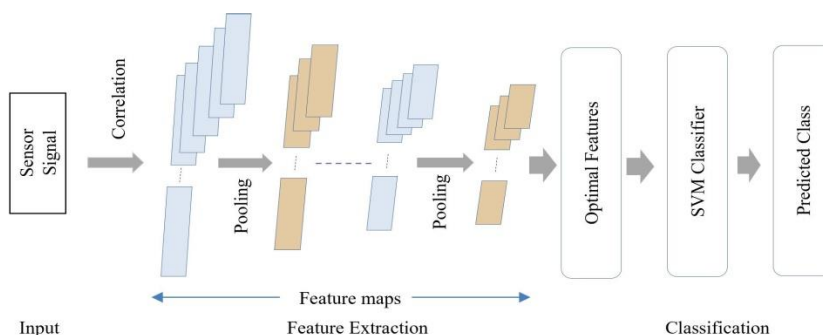 Sensor
Signal
Correlation
Pooling
Pooling
Optimal Features
SVM Classifier
Predicted Class
Feature maps
Input
Feature Extraction
Classification